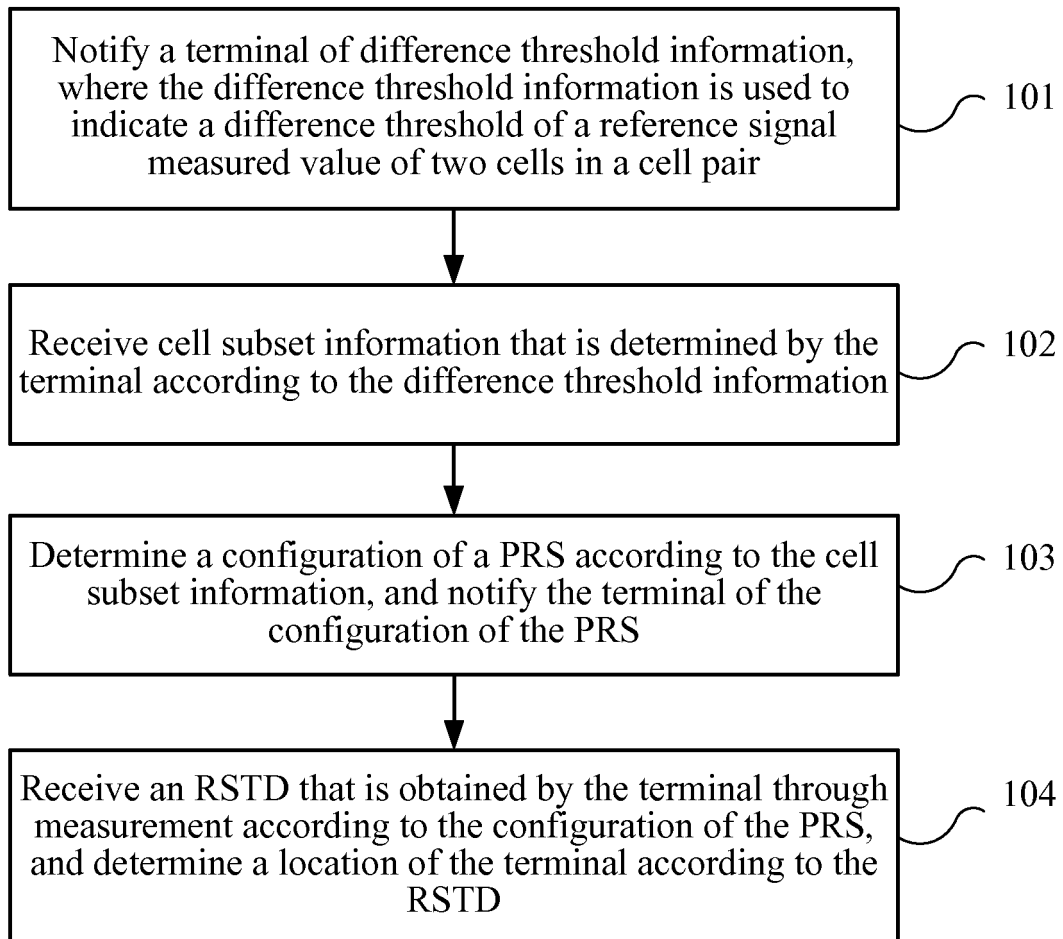 Notify a terminal of difference threshold information,
where the difference threshold information is used to
indicate a difference threshold of a reference signal
measured value of two cells in a cell pair
101
Receive cell subset information that is determined by the
terminal according to the difference threshold information
102
Determine a configuration of a PRS according to the cell
subset information, and notify the terminal of the
configuration of the PRS
103
Receive an RSTD that is obtained by the terminal through
measurement according to the configuration of the PRS,
and determine a location of the terminal according to the
RSTD
104